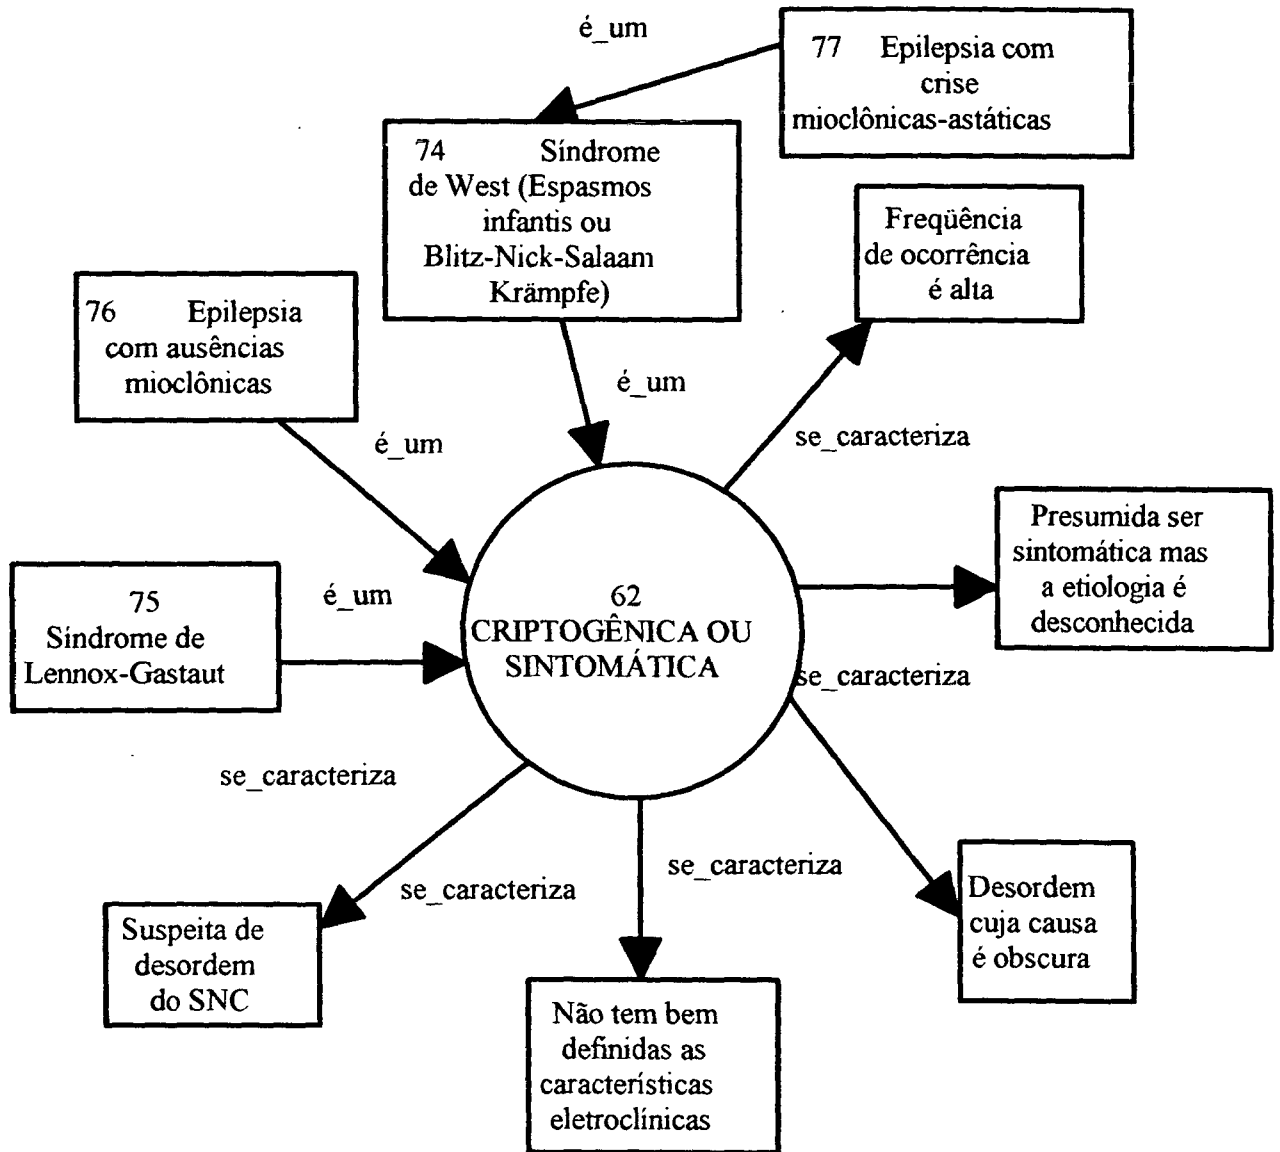 é_um
77 Epilepsia com
crise
mioclônicas-astáticas
74 Síndrome
de West (Espasmos
infantis ou
Blitz-Nick-Salaam
Krämpfe)
Freqüência
de ocorrência
é alta
76 Epilepsia
com ausências
mioclônicas
é_um
é_um
se_caracteriza
Presumida ser
sintomática mas
a etiologia é
desconhecida
75
Síndrome de
Lennox-Gastaut
é_um
62
CRIPTOGÊNICA OU
SINTOMÁTICA
se_caracteriza
se_caracteriza
se_caracteriza
se_caracteriza
Desordem
cuja causa
é obscura
Suspeita de
desordem
do SNC
Não tem bem
definidas as
características
eletroclínicas